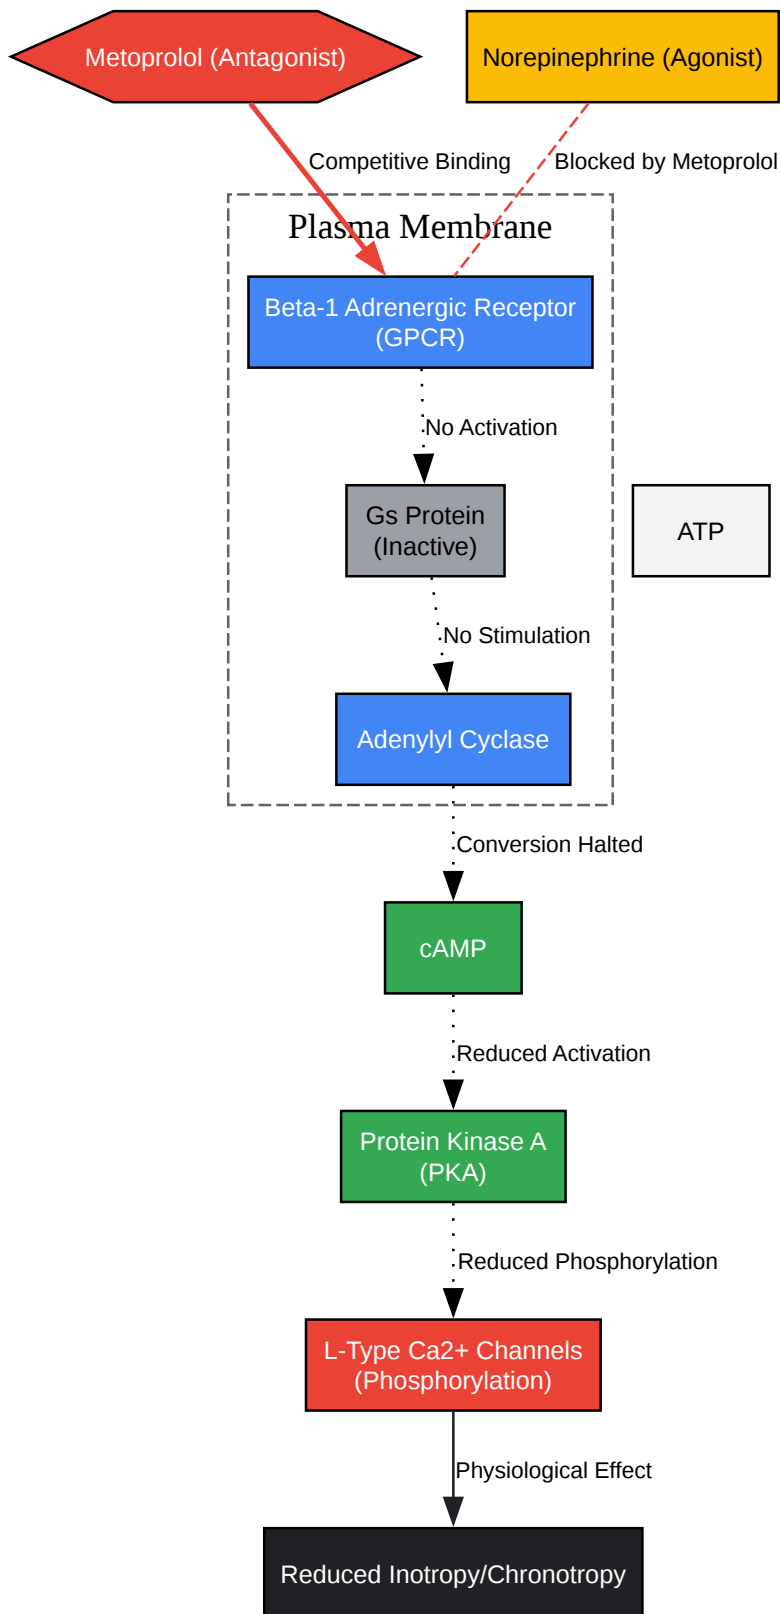 Metoprolol (Antagonist)
Norepinephrine (Agonist)
Competitive Binding
Blocked by Metoprolol
Plasma Membrane
Beta-1 Adrenergic Receptor
(GPCR)
No Activation
Gs Protein
(Inactive)
ATP
No Stimulation
Adenylyl Cyclase
Conversion Halted
cAMP
Reduced Activation
Protein Kinase A
(PKA)
Reduced Phosphorylation
L-Type Ca2+ Channels
(Phosphorylation)
Physiological Effect
Reduced Inotropy/Chronotropy